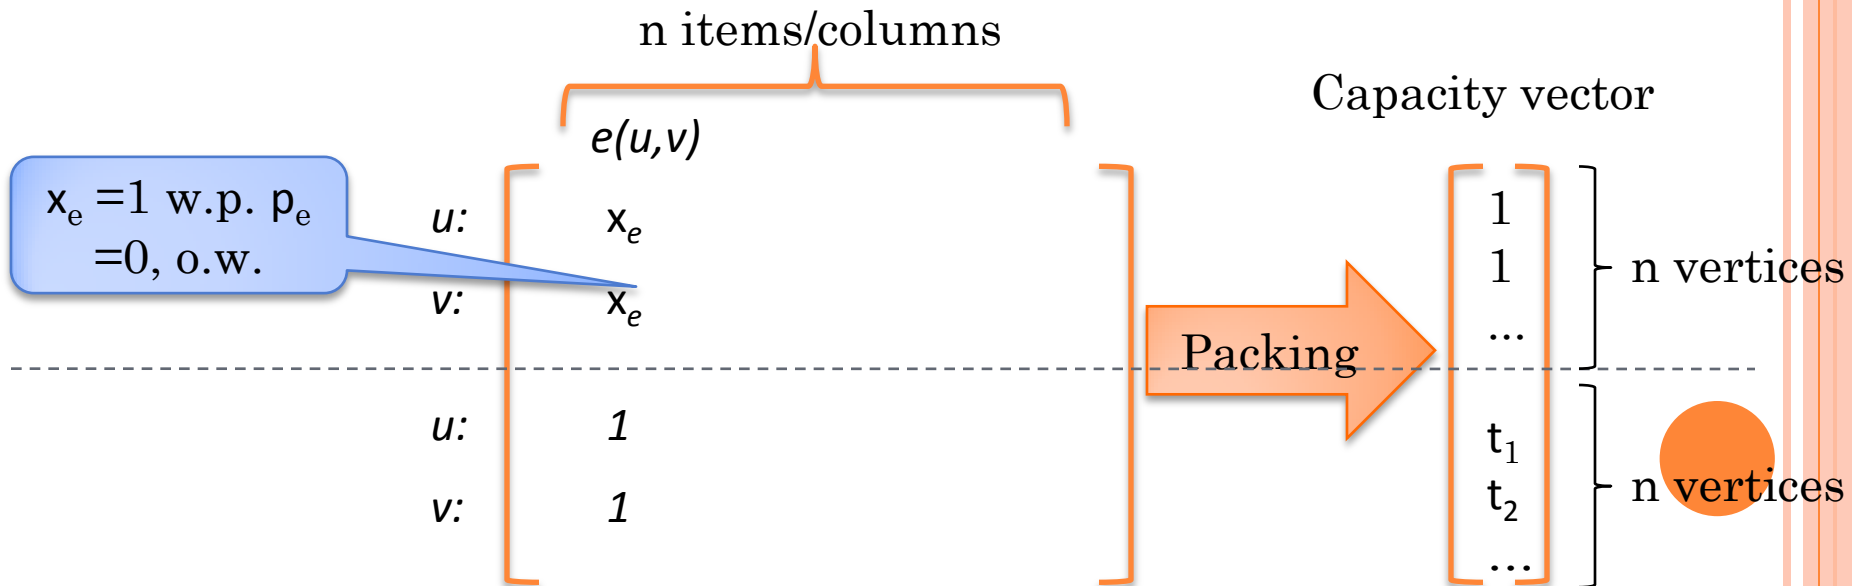 n items/columns
Capacity vector
e(u,v)
xₑ =1 w.p. pₑ
=0, o.w.
u: xₑ
v: xₑ
1
1
...
n vertices
Packing
u: 1
v: 1
t₁
t₂
...
n vertices